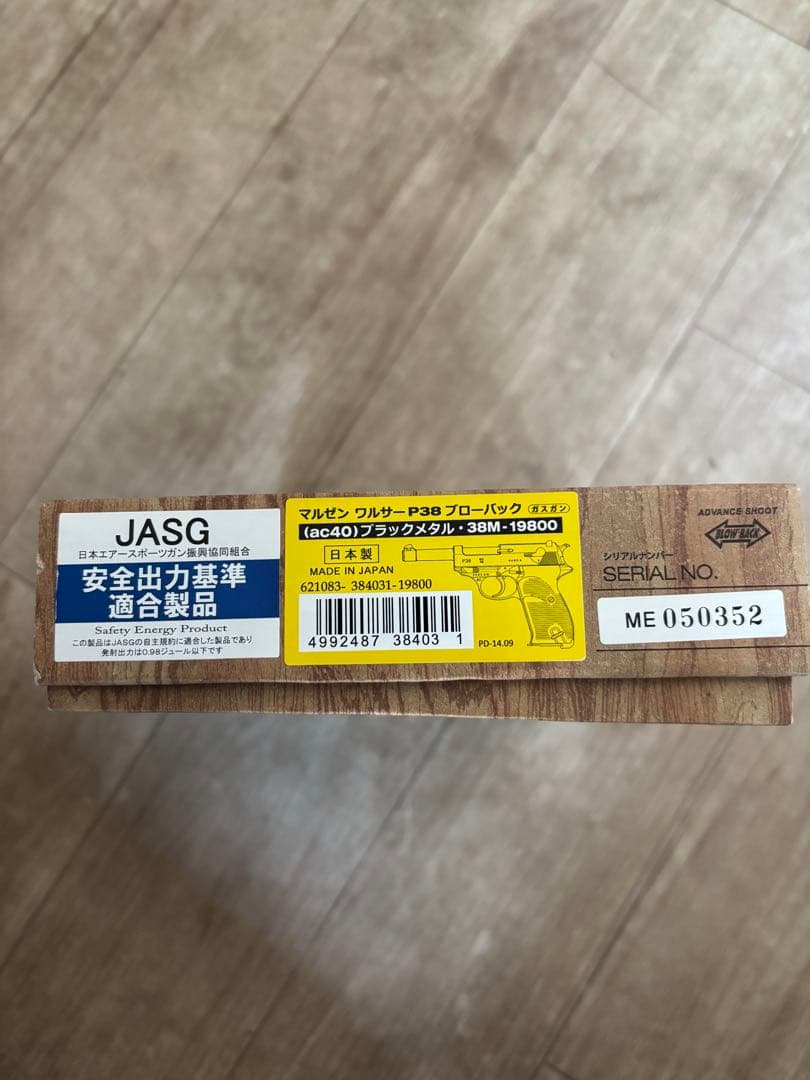 JASG
日本エアースポーツガン振興協同組合
安全出力基準
適合製品
Safety Energy Product
この製品はJASGの自主規約に適合した製品であり
発射出力は0.98ジュール以下です
マルゼン ワルサーP38 ブローバック ガスガン
(ac40)ブラックメタル・38M-19800
日本製
MADE IN JAPAN
621083- 384031-19800
4992487 38403 1
P38
PD-14.09
ADVANCE SHOOT
BLOW BACK
シリアルナンバー
SERIAL NO.
ME 050352